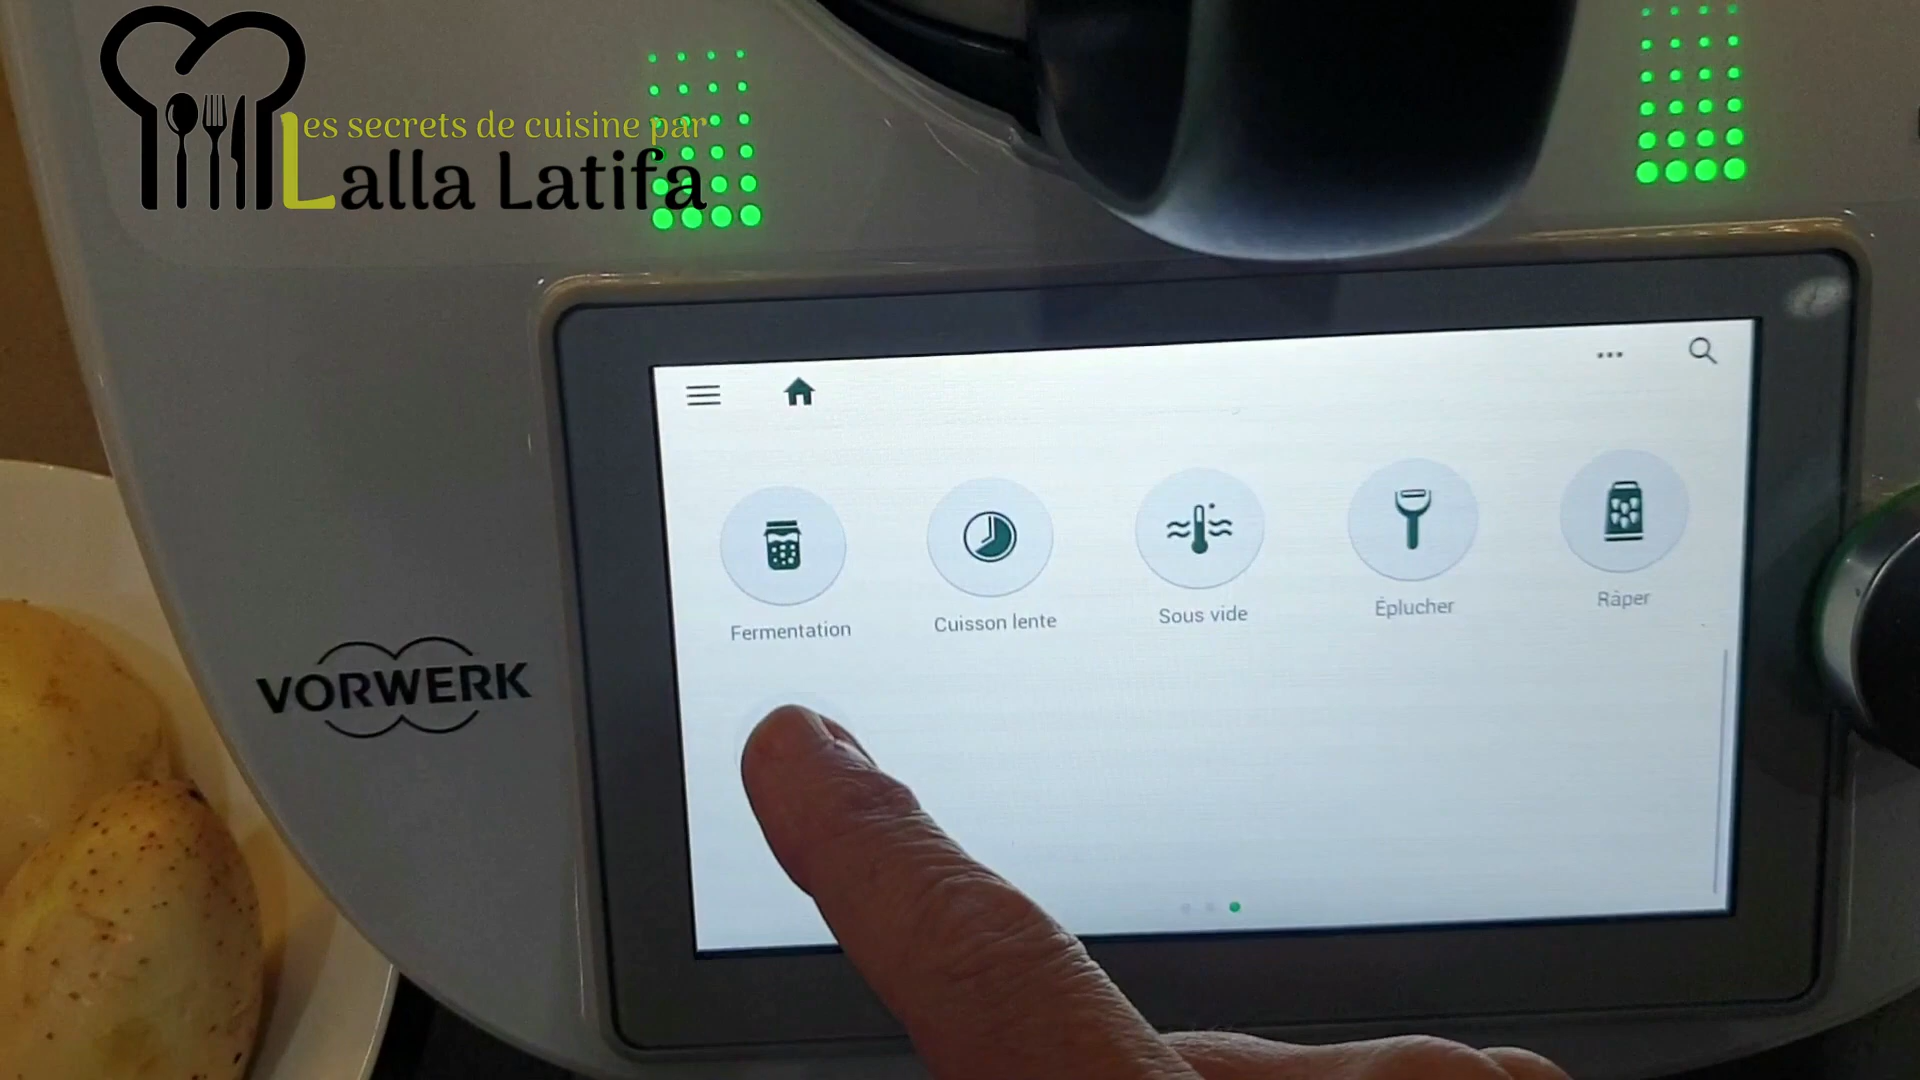 es secrets de cuisine par
Lalla Latifa
VORWERK
Fermentation
Cuisson lente
Sous vide
Éplucher
Râper